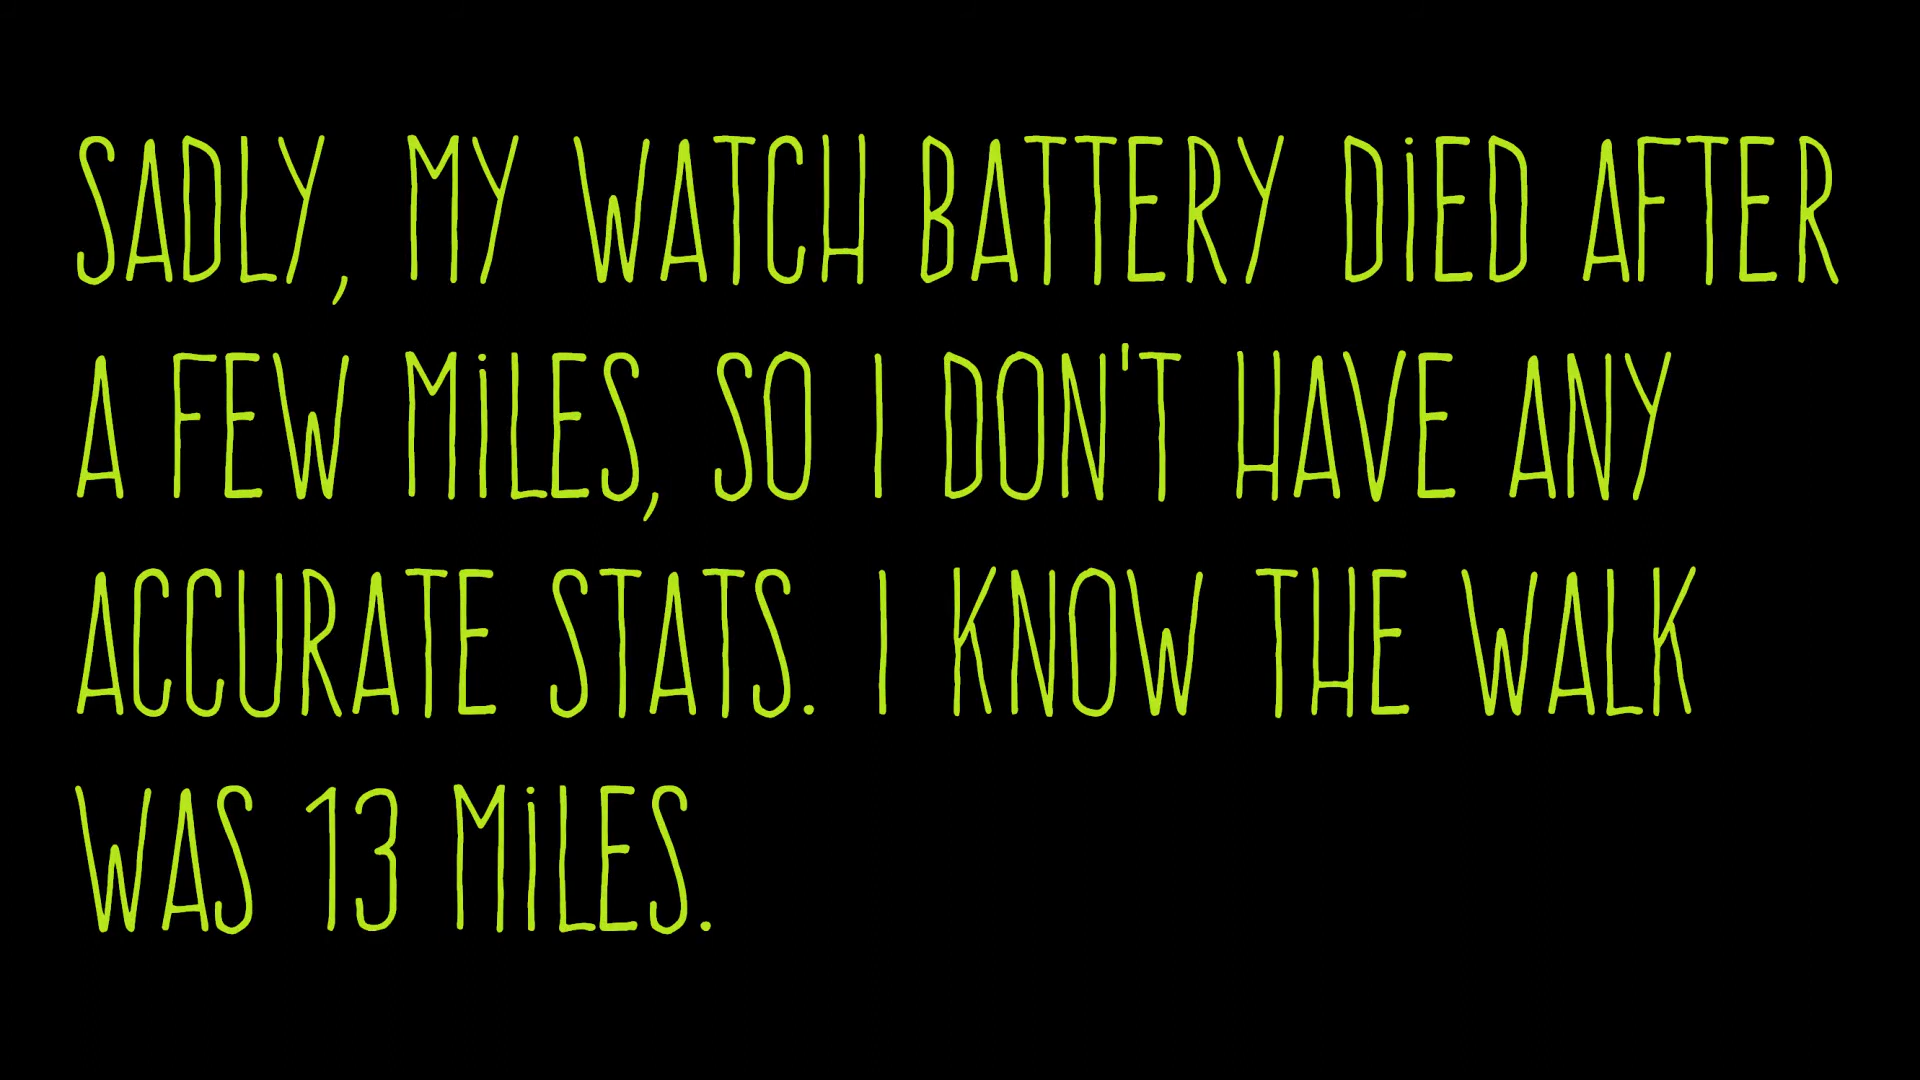 SADLY, MY WATCH BATTERY DiED AFTER
A FEW MiLES, SO I DON'T HAVE ANY
ACCURATE STATS. I KNOW THE WALK
WAS 13 MiLES.